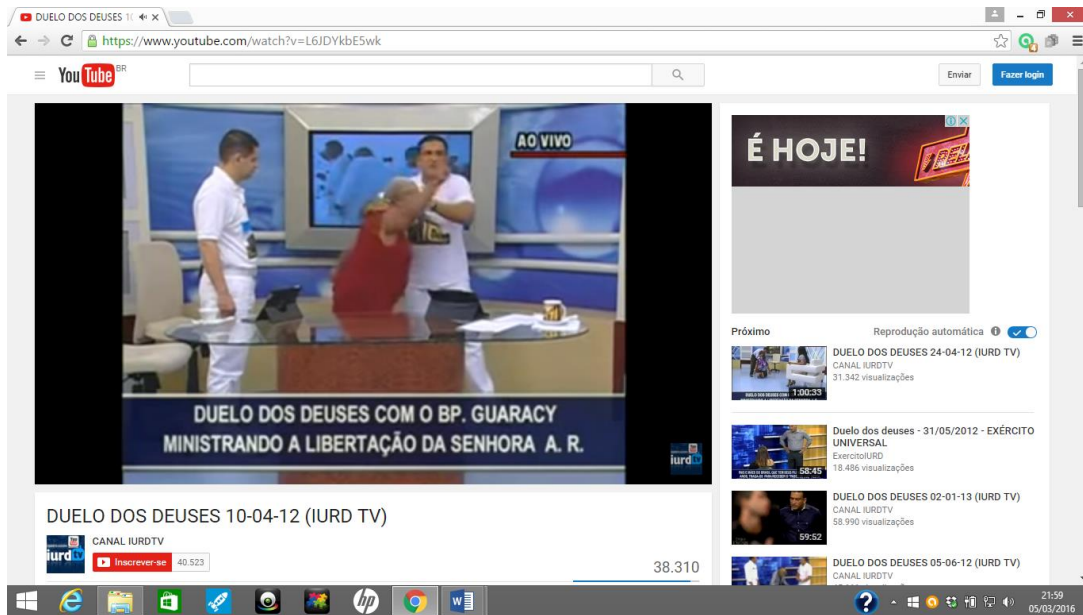 DUELO DOS DEUSES 10
https://www.youtube.com/watch?v=L6JDYkbE5wk
YouTube BR
Enviar
Fazer login
AO VIVO
DUELO DOS DEUSES COM O BP. GUARACY
MINISTRANDO A LIBERTAÇÃO DA SENHORA A. R.
iurd tv
É HOJE!
Próximo
Reprodução automática
DUELO DOS DEUSES 24-04-12 (IURD TV)
CANAL IURDTV
31.342 visualizações
1:00:33
Duelo dos deuses - 31/05/2012 - EXÉRCITO
UNIVERSAL
ExercitoIURD
18.486 visualizações
58:45
DUELO DOS DEUSES 02-01-13 (IURD TV)
CANAL IURDTV
58.990 visualizações
59:52
DUELO DOS DEUSES 05-06-12 (IURD TV)
CANAL IURDTV
DUELO DOS DEUSES 10-04-12 (IURD TV)
iurd tv
CANAL IURDTV
Inscrever-se 40.523
38.310
hp
21:59
05/03/2016